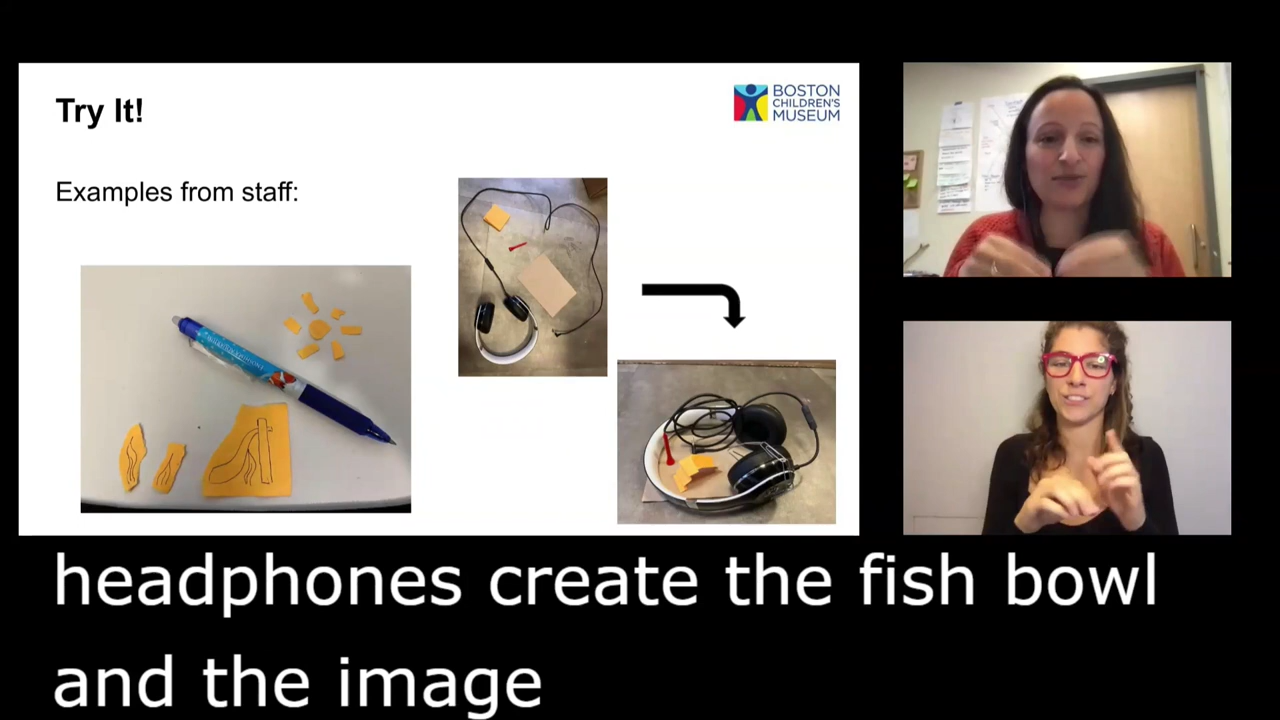 Try It!
BOSTON
CHILDREN'S
MUSEUM
Examples from staff:
headphones create the fish bowl
and the image